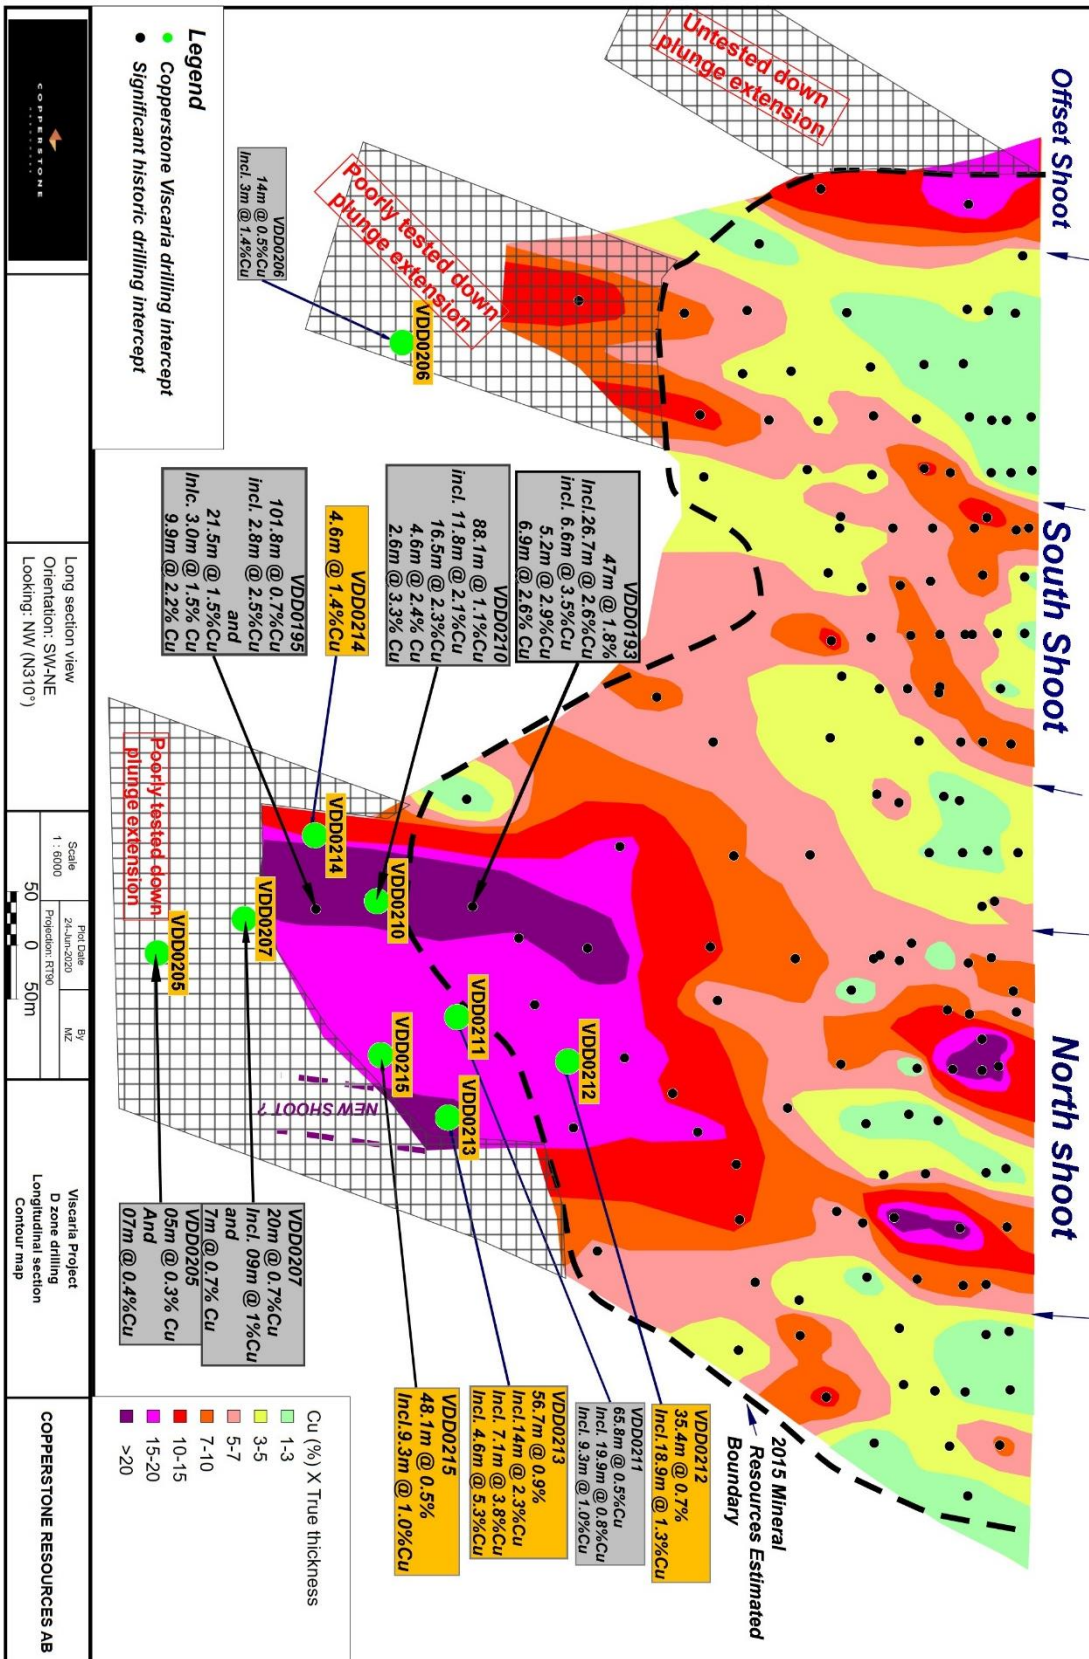 Offset Shoot
South Shoot
North shoot
Untested down
plunge extension
Poorly tested down
plunge extension
VDD0206
14m @ 0.5%Cu
Incl. 3m @ 1.4%Cu
VDD0206
Legend
Copperstone Viscaria drilling intercept
Significant historic drilling intercept
VDD0193
47m @ 1.8%
Incl.26.7m @ 2.6%Cu
incl. 6.6m @ 3.5%Cu
5.2m @ 2.9%Cu
6.9m @ 2.6% Cu
VDD0210
88.1m @ 1.1%Cu
incl. 11.8m @ 2.1%Cu
16.5m @ 2.3%Cu
4.6m @ 2.4% Cu
2.6m @ 3.3% Cu
VDD0214
4.6m @ 1.4%Cu
VDD0195
101.8m @ 0.7%Cu
incl. 2.8m @ 2.5%Cu
and
21.5m @ 1.5%Cu
Inlc. 3.0m @ 1.5% Cu
9.9m @ 2.2% Cu
VDD0214
VDD0210
VDD0207
VDD0205
VDD0211
VDD0212
VDD0215
VDD0213
NEW SHOOT ?
Poorly tested down
plunge extension
2015 Mineral
Resources Estimated
Boundary
VDD0212
35.4m @ 0.7%
Incl.18.9m @ 1.3%Cu
VDD0211
65.8m @ 0.5%Cu
Incl. 19.9m @ 0.8%Cu
Incl. 9.3m @ 1.0%Cu
VDD0213
56.7m @ 0.9%
Incl.14m @ 2.3%Cu
Incl. 7.1m @ 3.8%Cu
Incl. 4.6m @ 5.3%Cu
VDD0215
48.1m @ 0.5%
Incl.9.3m @ 1.0%Cu
VDD0207
20m @ 0.7%Cu
Incl. 09m @ 1%Cu
and
7m @ 0.7% Cu
VDD0205
05m @ 0.3% Cu
And
07m @ 0.4%Cu
Cu (%) X True thickness
1-3
3-5
5-7
7-10
10-15
15-20
>20
COPPERSTONE
Long section view
Orientation: SW-NE
Looking: NW (N310°)
Scale
1 : 6000
Plot Date
24-Jun-2020
By
MZ
Projection: RT90
50 0 50m
Viscaria Project
D zone drilling
Longitudinal section
Contour map
COPPERSTONE RESOURCES AB